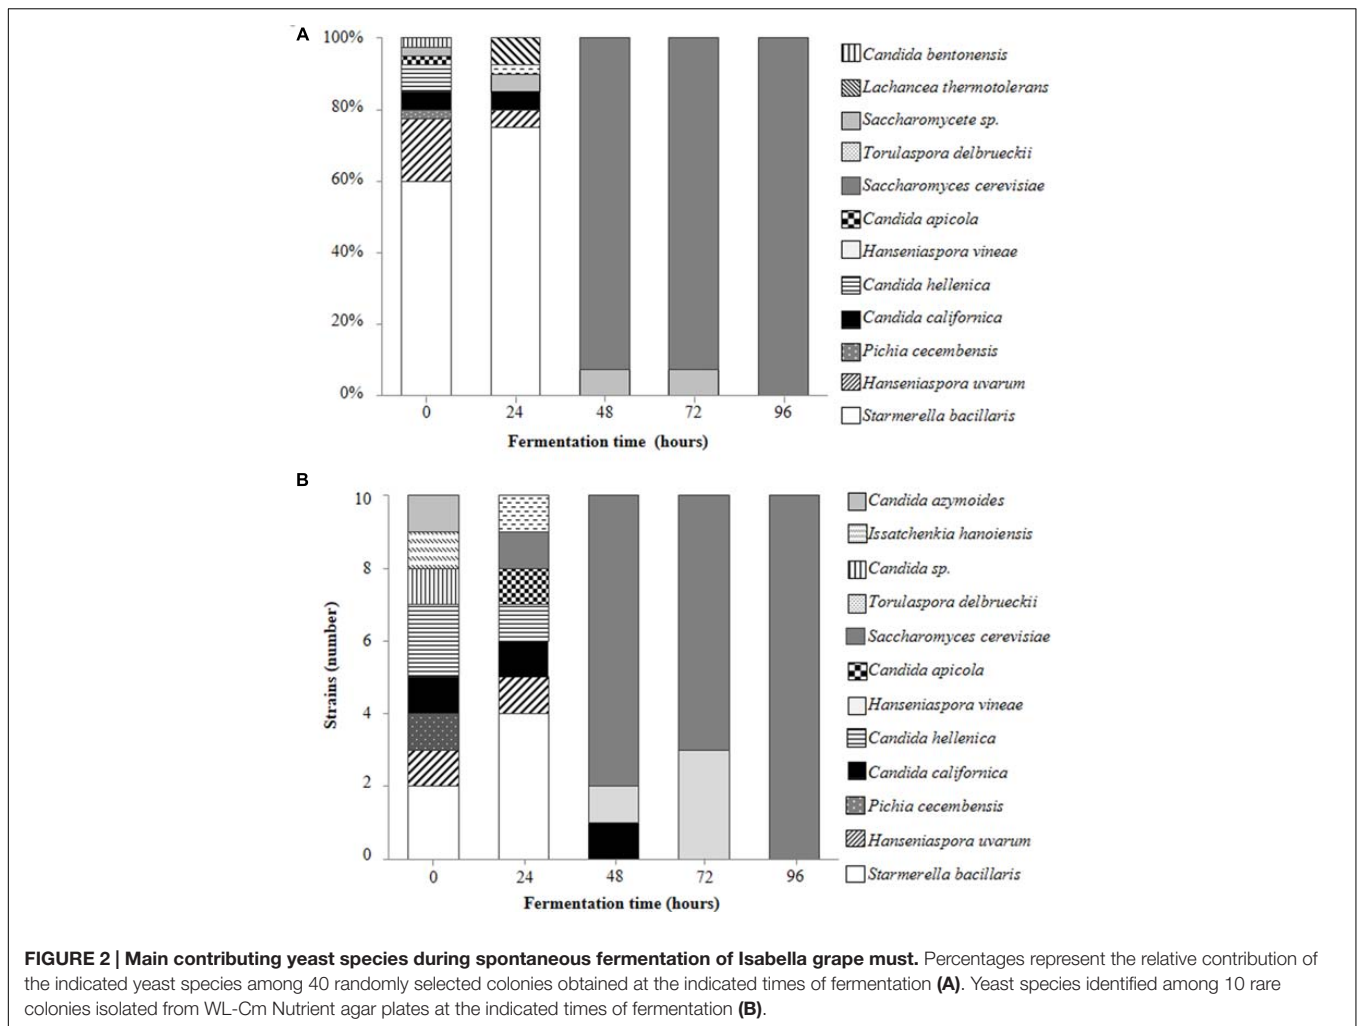 A
100%
80%
60%
40%
20%
0%
0 24 48 72 96
Fermentation time (hours)
Candida bentonensis
Lachancea thermotolerans
Saccharomycete sp.
Torulaspora delbrueckii
Saccharomyces cerevisiae
Candida apicola
Hanseniaspora vineae
Candida hellenica
Candida californica
Pichia cecembensis
Hanseniaspora uvarum
Starmerella bacillaris
B
Strains (number)
10
8
6
4
2
0
0 24 48 72 96
Fermentation time (hours)
Candida azymoides
Issatchenkia hanoiensis
Candida sp.
Torulaspora delbrueckii
Saccharomyces cerevisiae
Candida apicola
Hanseniaspora vineae
Candida hellenica
Candida californica
Pichia cecembensis
Hanseniaspora uvarum
Starmerella bacillaris
FIGURE 2 | Main contributing yeast species during spontaneous fermentation of Isabella grape must. Percentages represent the relative contribution of
the indicated yeast species among 40 randomly selected colonies obtained at the indicated times of fermentation (A). Yeast species identified among 10 rare
colonies isolated from WL-Cm Nutrient agar plates at the indicated times of fermentation (B).